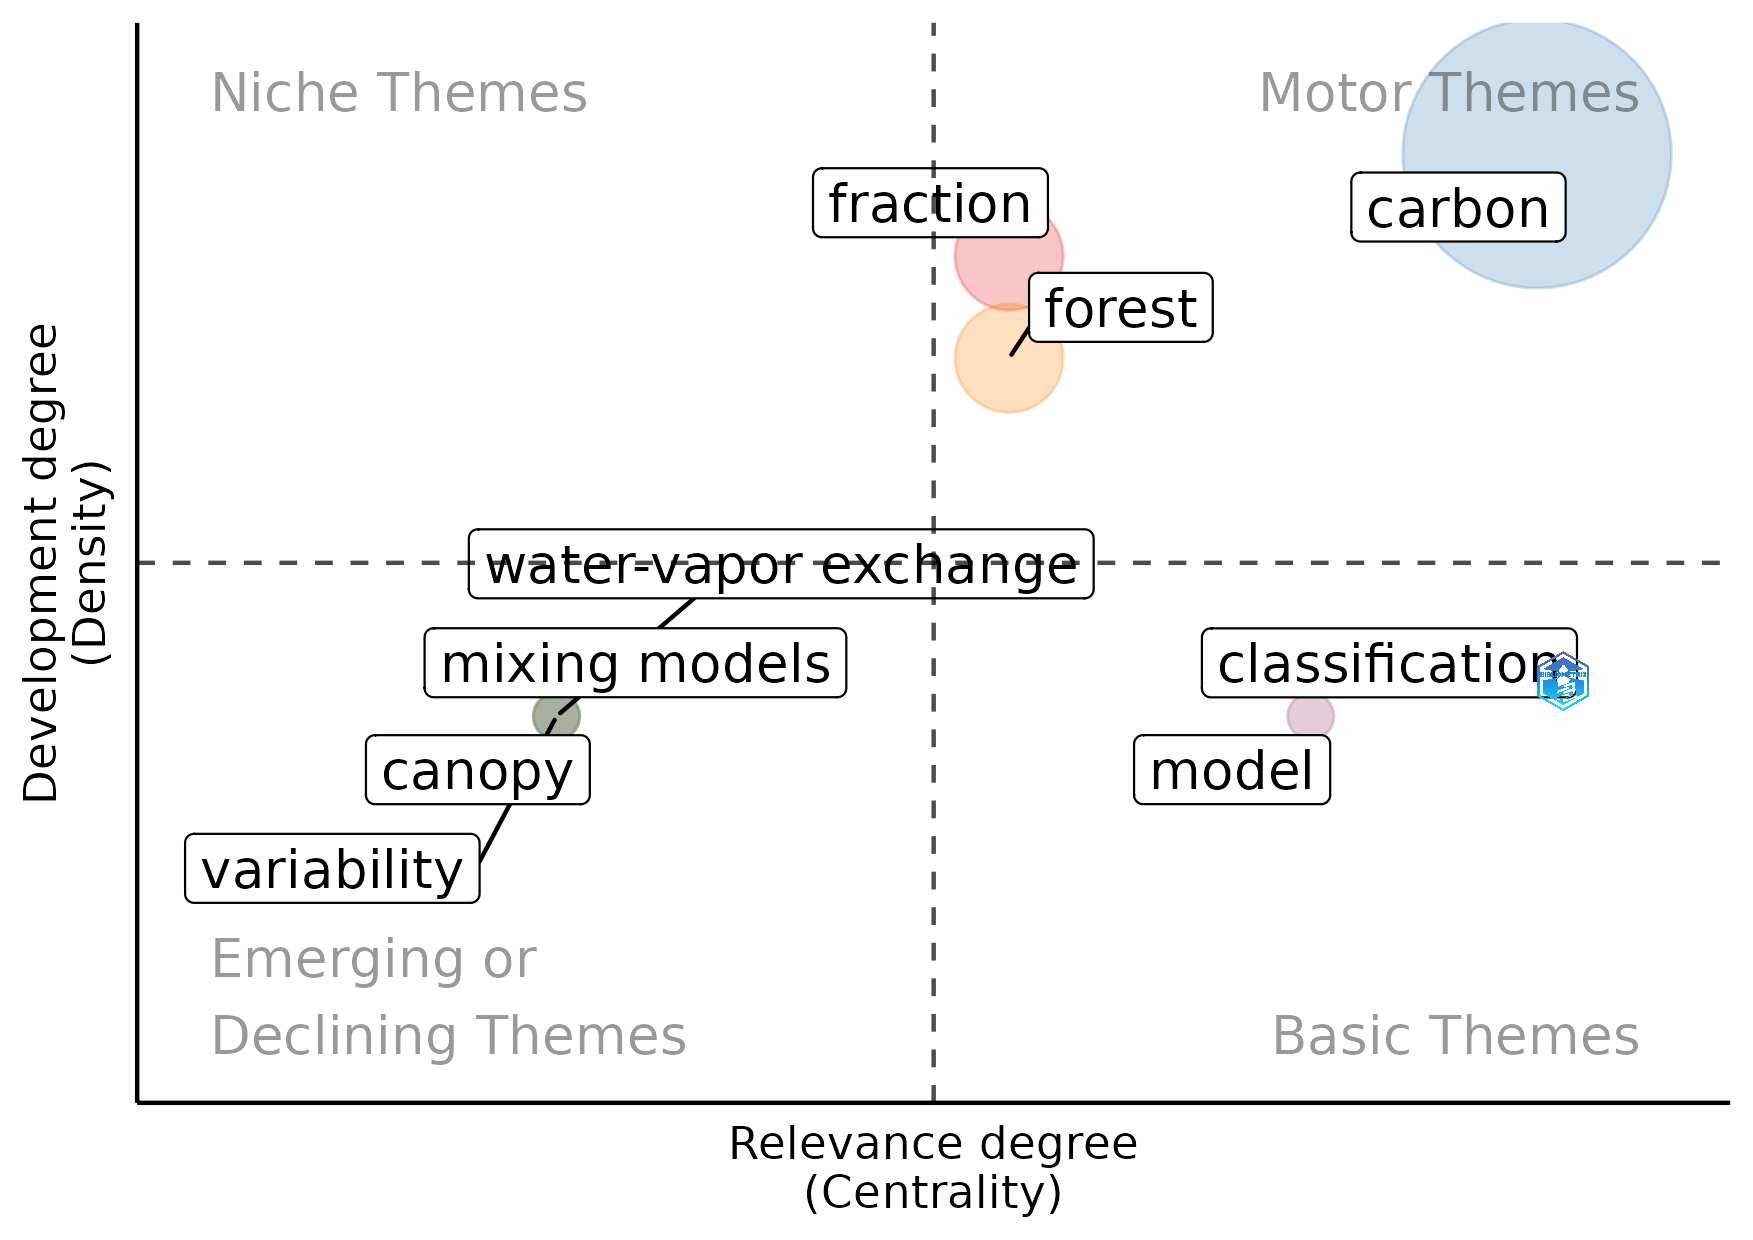 Niche Themes
Motor Themes
fraction
carbon
forest
water-vapor exchange
mixing models
classification
canopy
model
variability
Emerging or
Declining Themes
Basic Themes
Development degree
(Density)
Relevance degree
(Centrality)